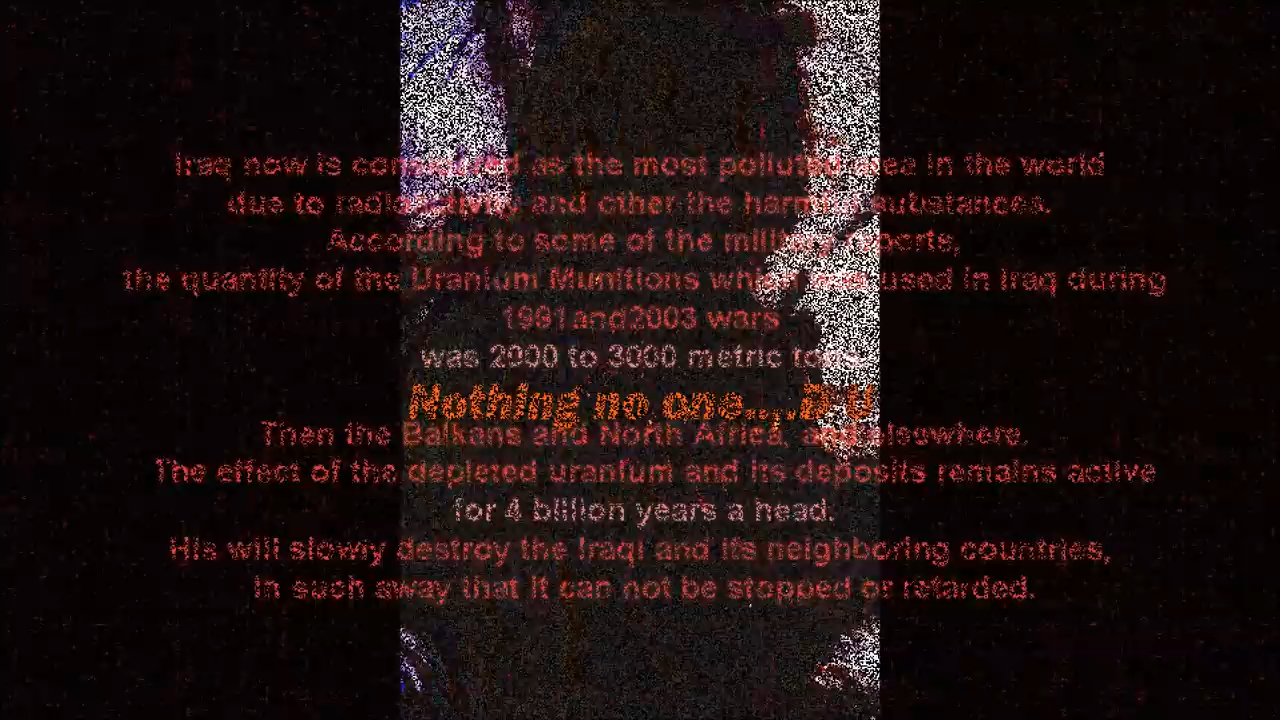 Iraq now is considered as the most polluted area in the world
due to radioactivity and other the harmful substances.
According to some of the military reports,
the quantity of the Uranium Munitions which was used in Iraq during
1991and2003 wars
was 2000 to 3000 metric tons.
Nothing no one....D.U
Then the Balkans and North Africa, and elsewhere.
The effect of the depleted uranium and its deposits remains active
for 4 billion years a head.
His will slowly destroy the Iraqi and its neighboring countries,
in such away that it can not be stopped or retarded.